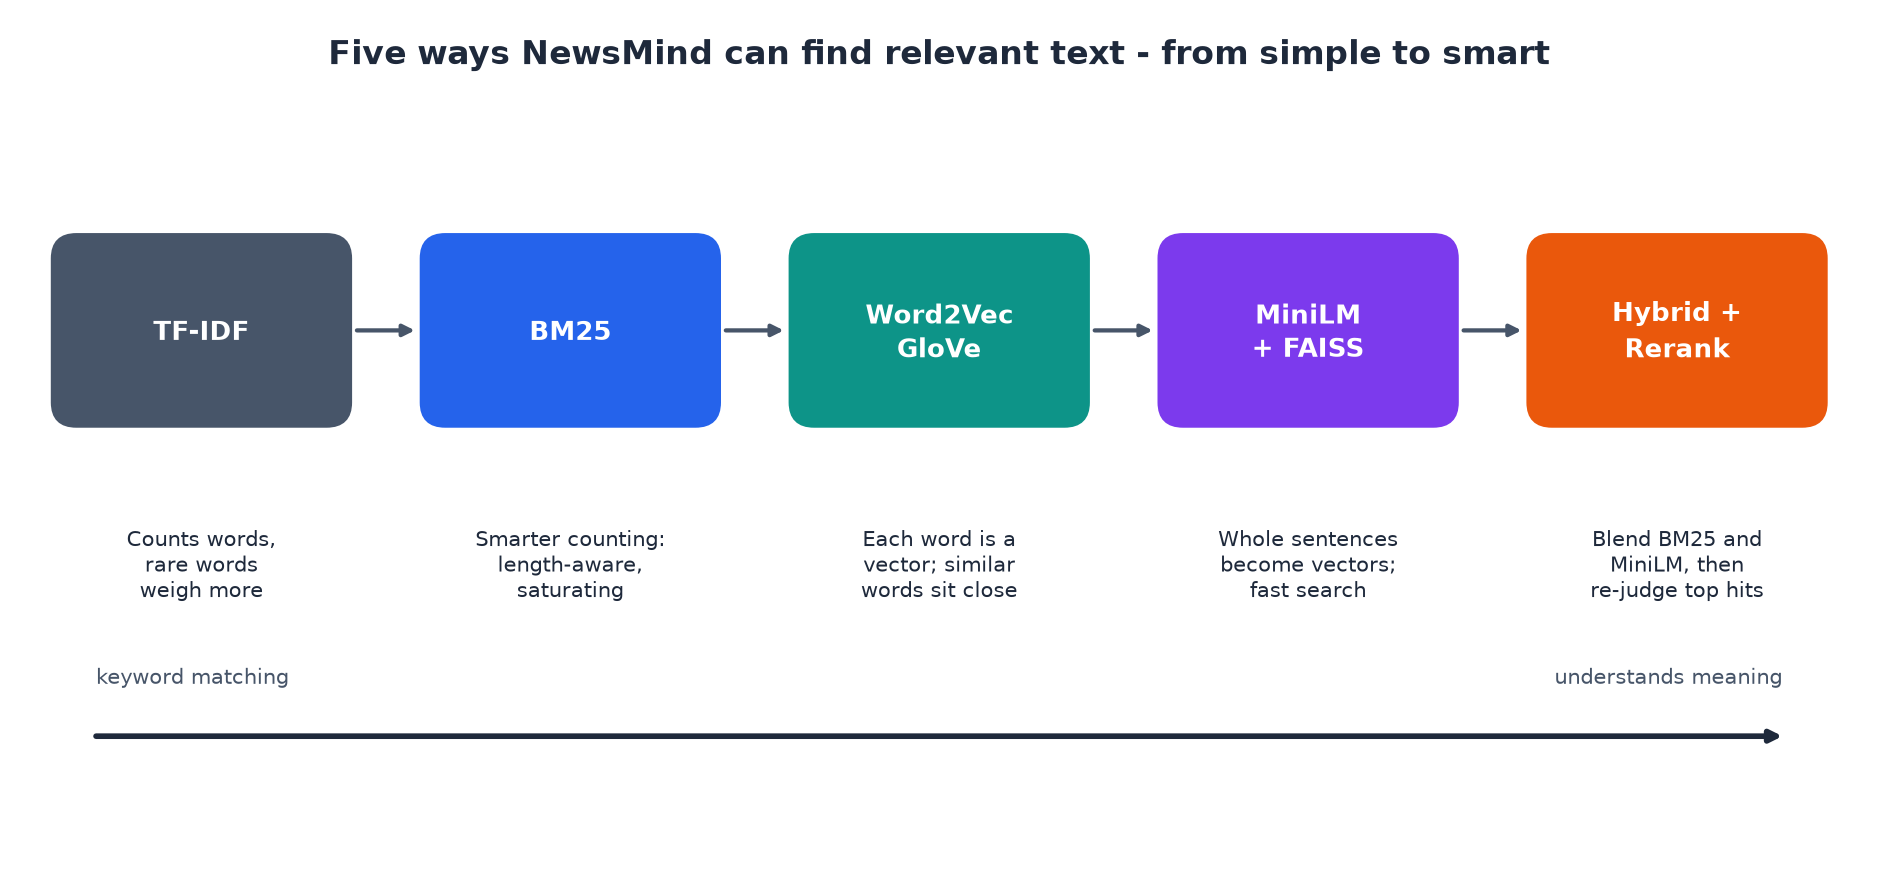 Five ways NewsMind can find relevant text - from simple to smart
TF-IDF
BM25
Word2Vec
GloVe
MiniLM
+ FAISS
Hybrid +
Rerank
Counts words,
rare words
weigh more
Smarter counting:
length-aware,
saturating
Each word is a
vector; similar
words sit close
Whole sentences
become vectors;
fast search
Blend BM25 and
MiniLM, then
re-judge top hits
keyword matching
understands meaning